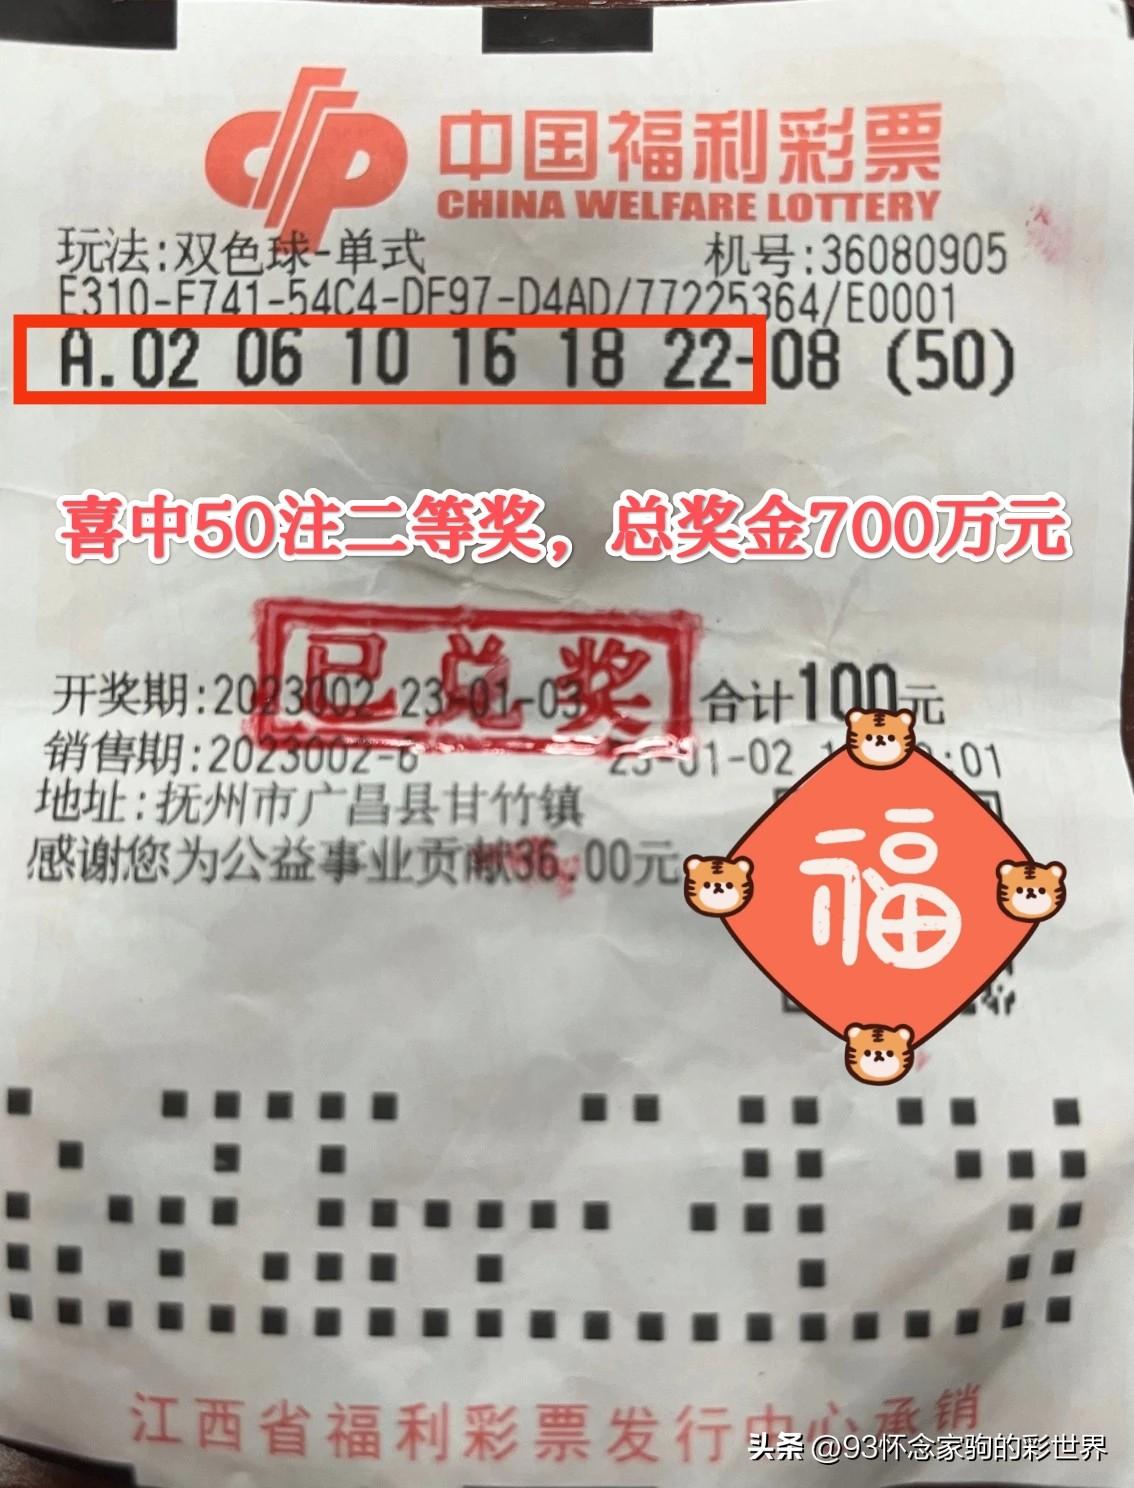 中国福利彩票
CHINA WELFARE LOTTERY
玩法:双色球-单式 机号:36080905
E310-F741-54C4-DF97-D4AD/77225364/E0001
A.02 06 10 16 18 22-08 (50)
喜中50注二等奖，总奖金700万元
已兑奖
开奖期:2023002 23-01-03 合计100元
销售期:2023002-6 23-01-02 :01
地址:抚州市广昌县甘竹镇
感谢您为公益事业贡献36.00元
福
江西省福利彩票发行中心承销
头条 @93怀念家驹的彩世界